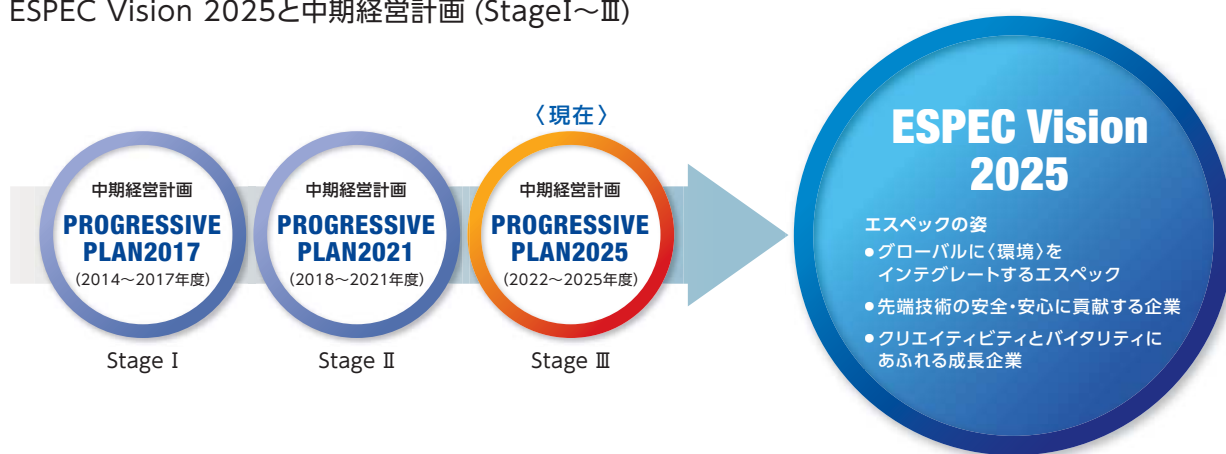 ESPEC Vision 2025と中期経営計画 (StageⅠ～Ⅲ)
中期経営計画
PROGRESSIVE
PLAN2017
(2014～2017年度)
Stage Ⅰ
中期経営計画
PROGRESSIVE
PLAN2021
(2018～2021年度)
Stage Ⅱ
〈現在〉
中期経営計画
PROGRESSIVE
PLAN2025
(2022～2025年度)
Stage Ⅲ
ESPEC Vision
2025
エスペックの姿
●グローバルに〈環境〉を
インテグレートするエスペック
●先端技術の安全・安心に貢献する企業
●クリエイティビティとバイタリティに
あふれる成長企業